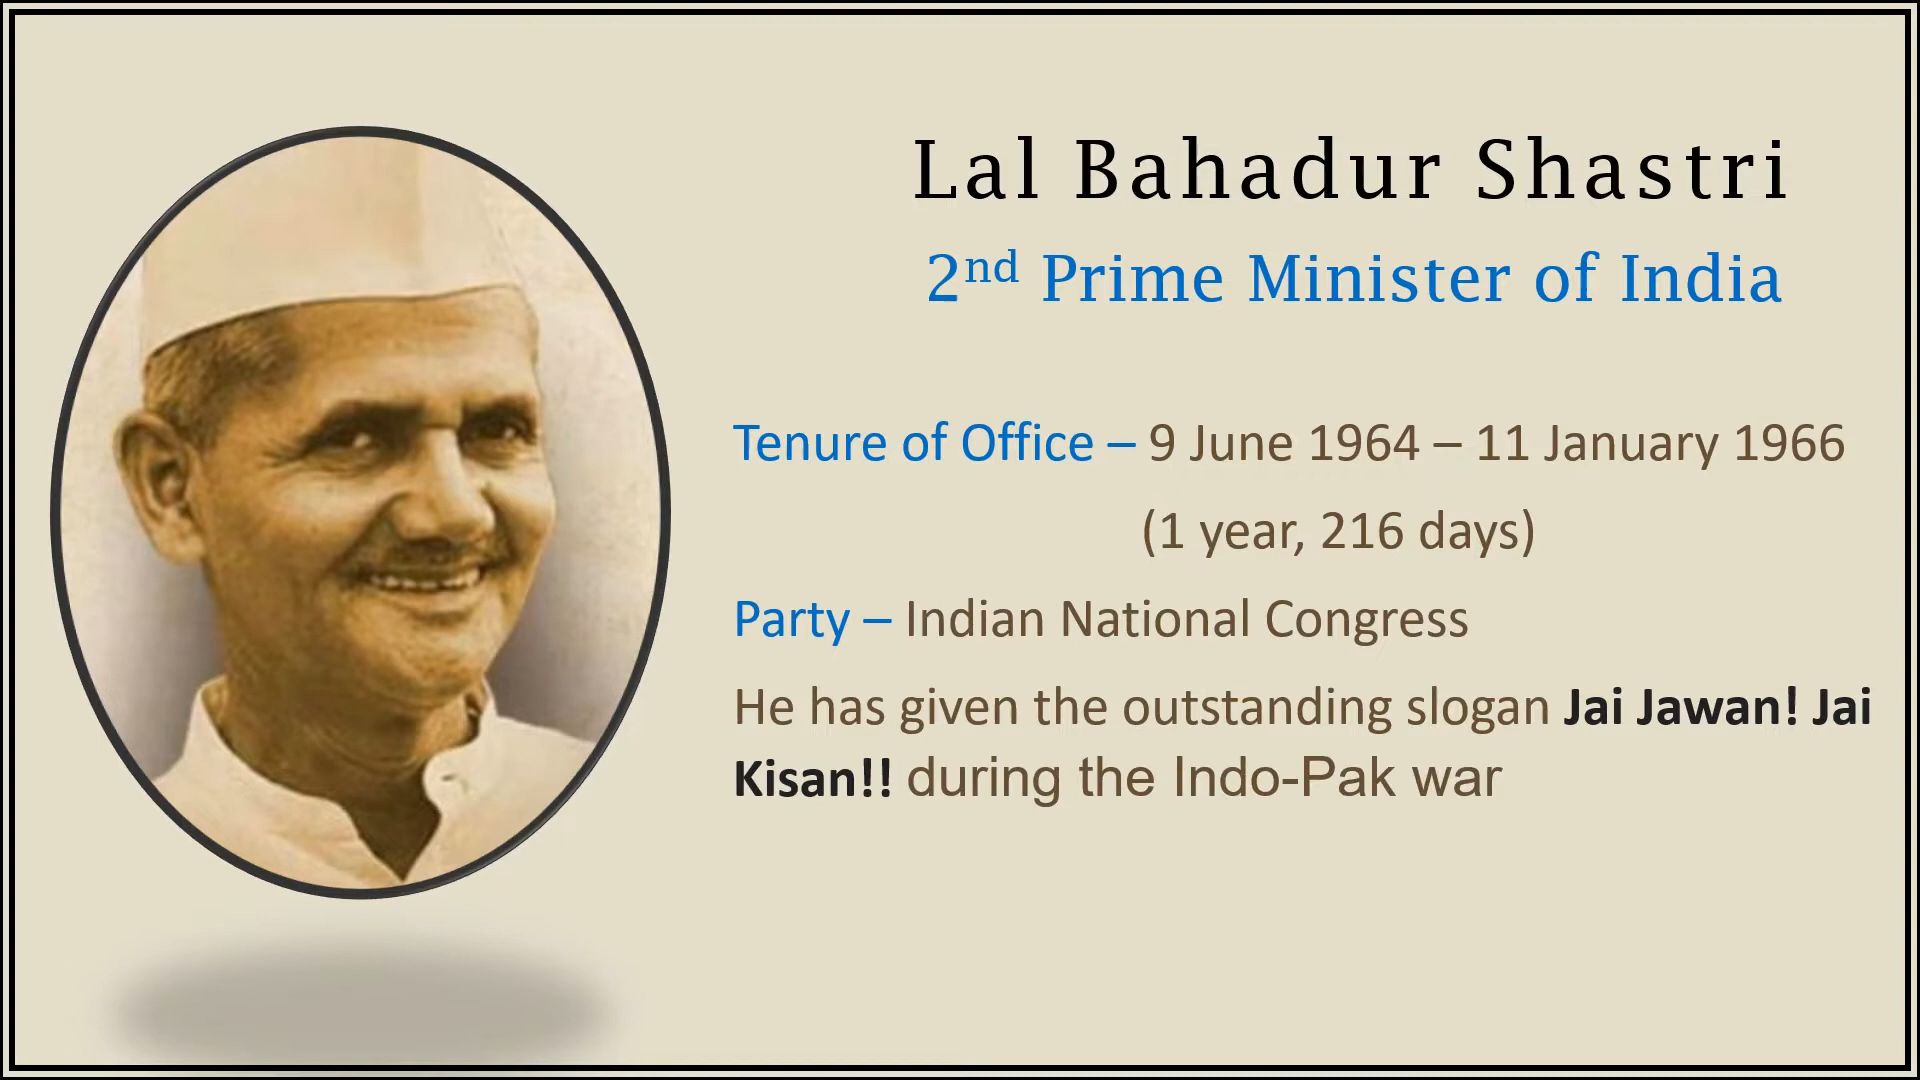 Lal Bahadur Shastri
2nd Prime Minister of India
Tenure of Office – 9 June 1964 – 11 January 1966
(1 year, 216 days)
Party – Indian National Congress
He has given the outstanding slogan Jai Jawan! Jai
Kisan!! during the Indo-Pak war